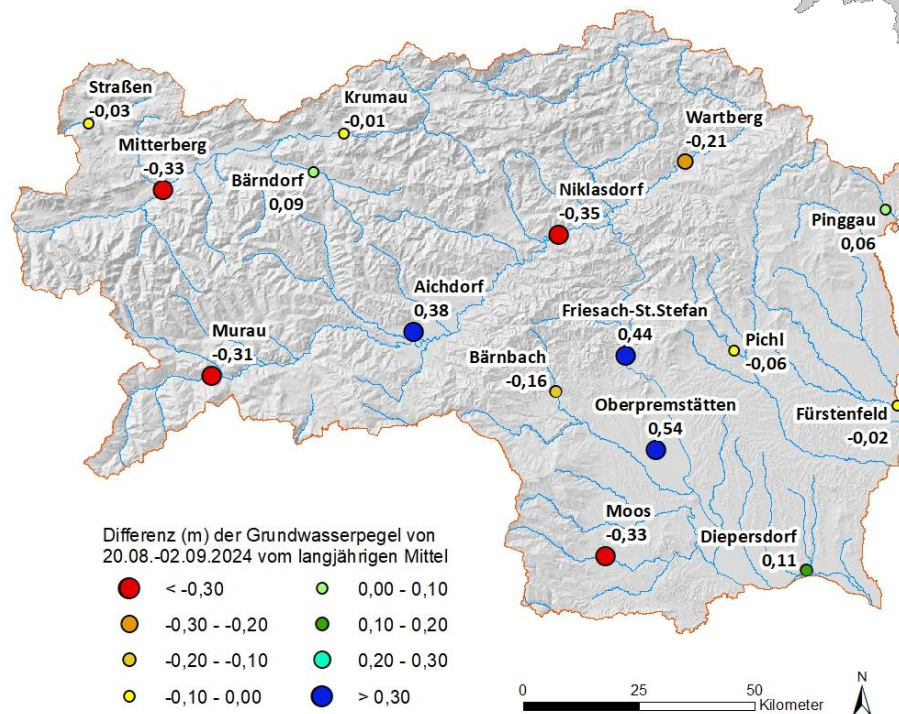 Straßen
-0,03
Krumau
-0,01
Wartberg
-0,21
Mitterberg
-0,33
Bärndorf
0,09
Niklasdorf
-0,35
Pinggau
0,06
Aichdorf
0,38
Friesach-St.Stefan
0,44
Murau
-0,31
Pichl
-0,06
Bärnbach
-0,16
Oberpremstätten
0,54
Fürstenfeld
-0,02
Moos
-0,33
Diepersdorf
0,11
Differenz (m) der Grundwasserpegel von
20.08.-02.09.2024 vom langjährigen Mittel
< -0,30
-0,30 - -0,20
-0,20 - -0,10
-0,10 - 0,00
0,00 - 0,10
0,10 - 0,20
0,20 - 0,30
> 0,30
0 25 50
Kilometer
N